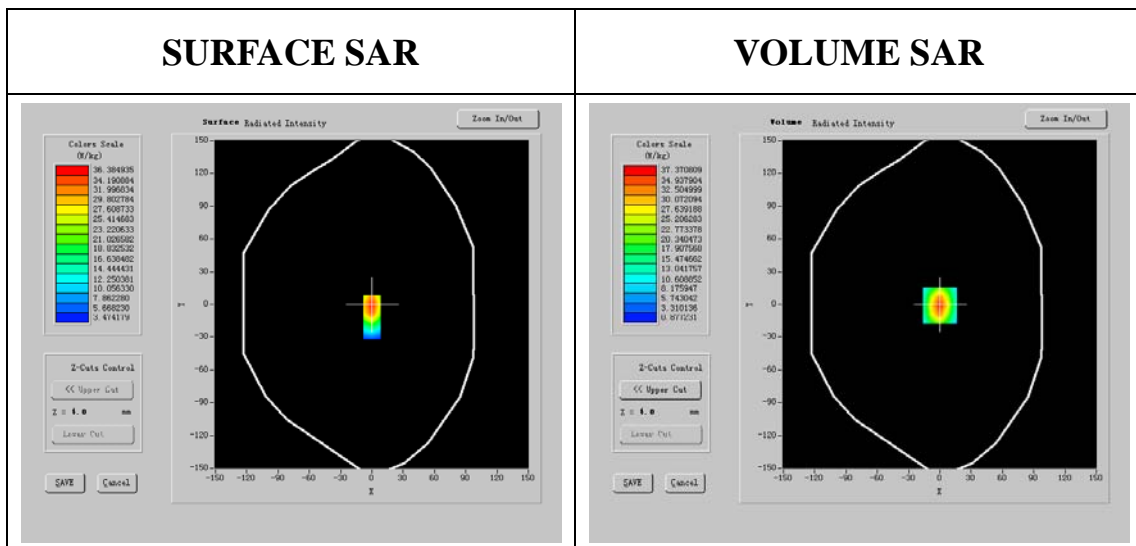 SURFACE SAR
VOLUME SAR
Surface Radiated Intensity
Zoom In/Out
Colors Scale
(W/kg)
36.384935
34.190884
31.996834
29.802784
27.608733
25.414683
23.220633
21.026582
18.832532
16.638482
14.444431
12.250381
10.056330
7.862280
5.668230
3.474179
150
120
90
60
30
0
-30
-60
-90
-120
-150
Y
-150 -120 -90 -60 -30 0 30 60 90 120 150
X
Z-Cuts Control
<< Upper Cut
Z = 4.0 mm
Lower Cut
SAVE
Cancel
Volume Radiated Intensity
Zoom In/Out
Colors Scale
(W/kg)
37.370809
34.937904
32.504999
30.072094
27.639188
25.206283
22.773378
20.340473
17.907568
15.474662
13.041757
10.608852
8.175947
5.743042
3.310136
0.877231
150
120
90
60
30
0
-30
-60
-90
-120
-150
Y
-150 -120 -90 -60 -30 0 30 60 90 120 150
X
Z-Cuts Control
<< Upper Cut
Z = 4.0 mm
Lower Cut
SAVE
Cancel